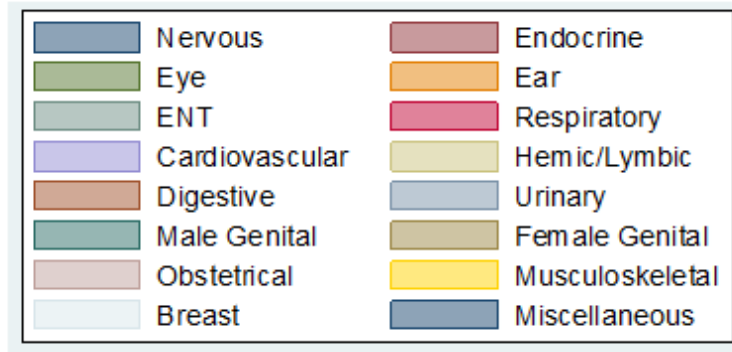 Nervous Endocrine
Eye Ear
ENT Respiratory
Cardiovascular Hemic/Lymbic
Digestive Urinary
Male Genital Female Genital
Obstetrical Musculoskeletal
Breast Miscellaneous